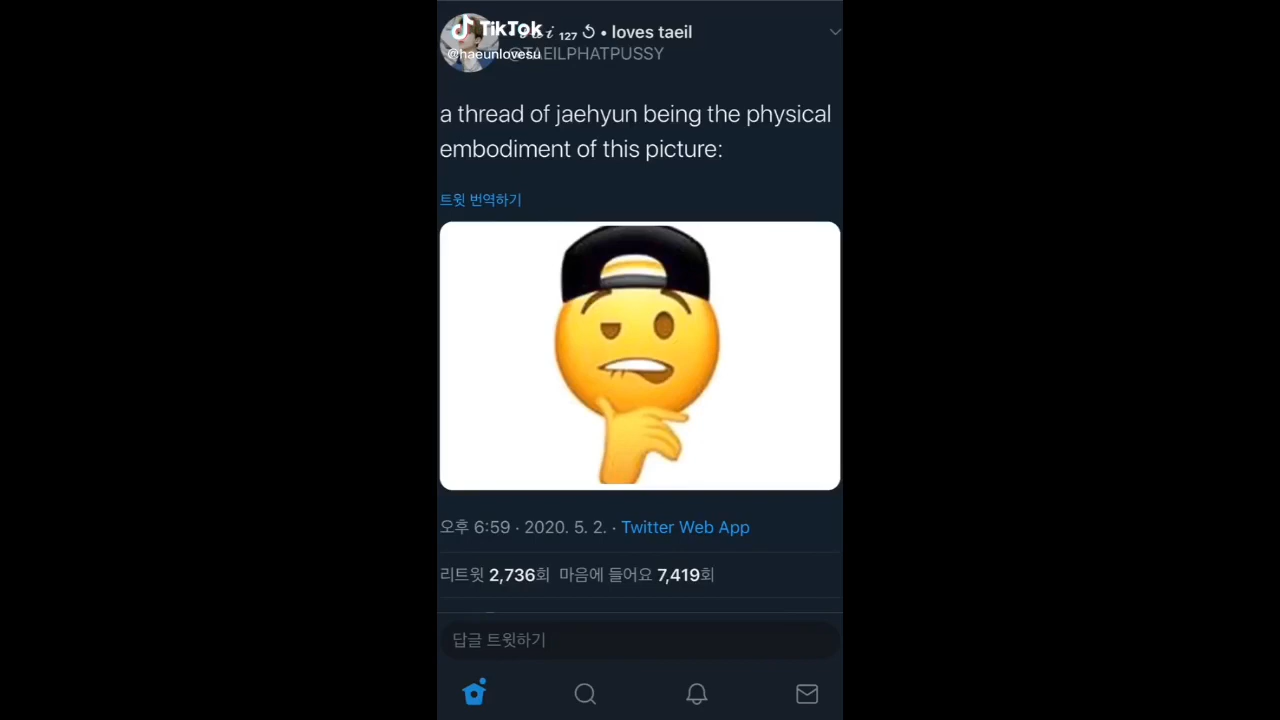 TikTok
127 • loves taeil
@haeunlovesu
a thread of jaehyun being the physical
embodiment of this picture:
트윗 번역하기
오후 6:59 · 2020. 5. 2. · Twitter Web App
리트윗 2,736회 마음에 들어요 7,419회
답글 트윗하기